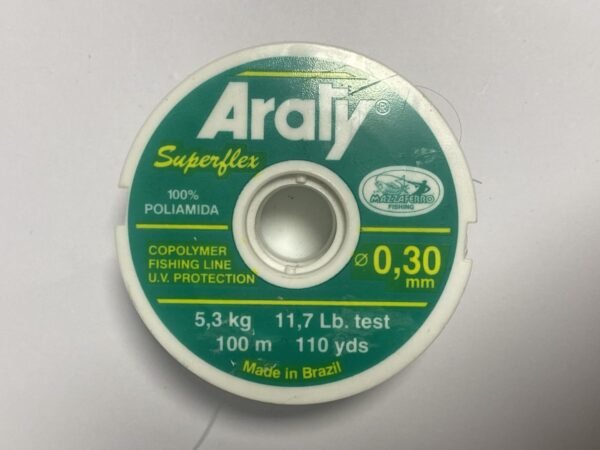 Araty®
Superflex
100%
POLIAMIDA
MAZZAFERRO
FISHING
COPOLYMER
FISHING LINE
U.V. PROTECTION
Ø 0,30
mm
5,3 kg 11,7 Lb. test
100 m 110 yds
Made in Brazil